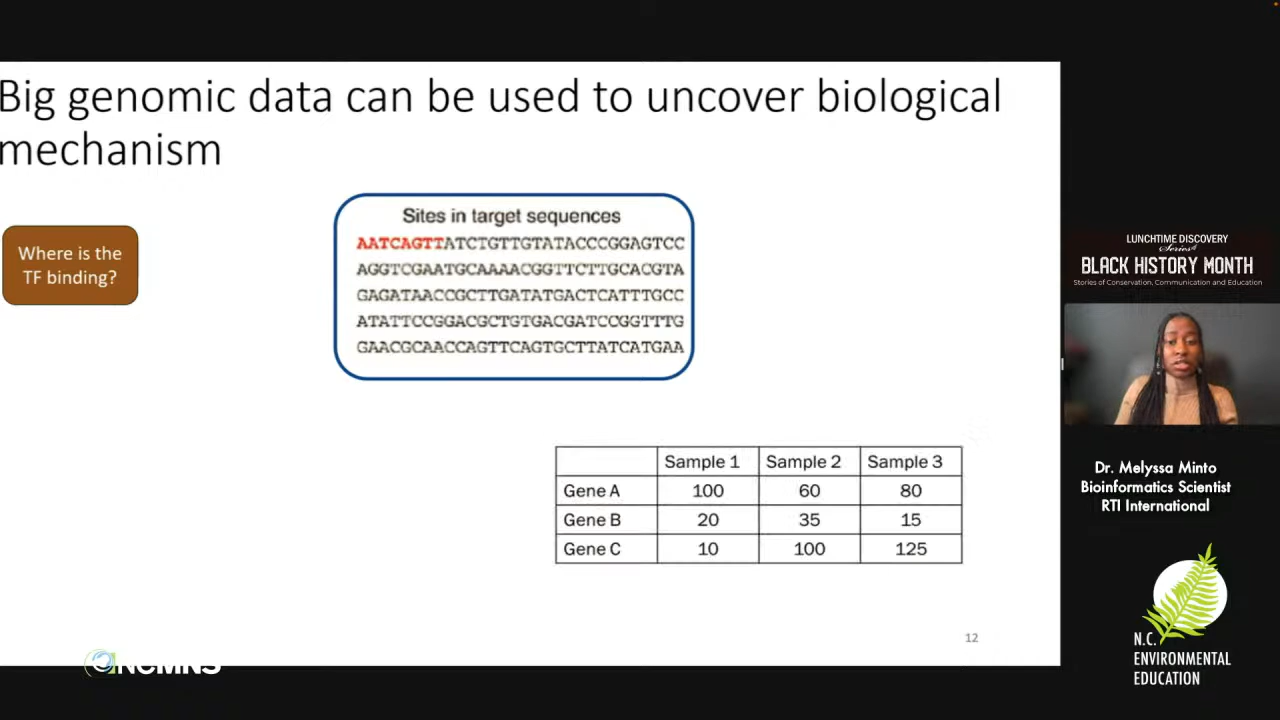 Big genomic data can be used to uncover biological
mechanism
Where is the
TF binding?
Sites in target sequences
AATCAGTTATCTGTTGTATACCCGGAGTCC
AGGTCGAATGCAAAACGGTTCTTGCACGTA
GAGATAACCGCTTGATATGACTCATTTGCC
ATATTCCGGACGCTGTGACGATCCGGTTTG
GAACGCAACCAGTTCAGTGCTTATCATGAA
Sample 1 Sample 2 Sample 3
Gene A 100 60 80
Gene B 20 35 15
Gene C 10 100 125
12
NCMNS
LUNCHTIME DISCOVERY
Series
BLACK HISTORY MONTH
Stories of Conservation, Communication and Education
Dr. Melyssa Minto
Bioinformatics Scientist
RTI International
N.C.
ENVIRONMENTAL
EDUCATION